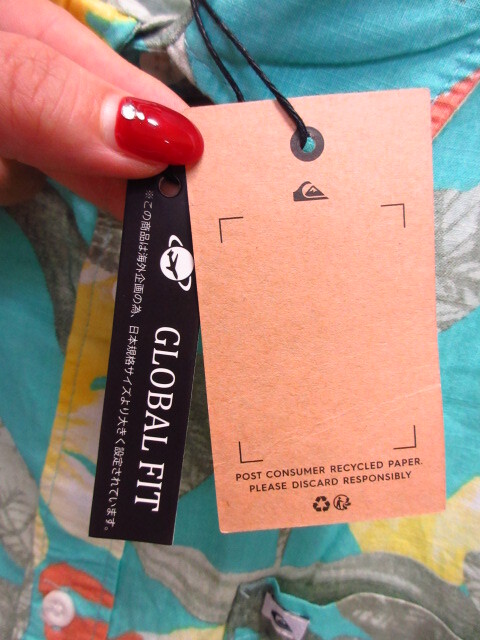 ※この商品は海外企画の為、日本規格サイズより大きく設定されています。
GLOBAL FIT
POST CONSUMER RECYCLED PAPER.
PLEASE DISCARD RESPONSIBLY